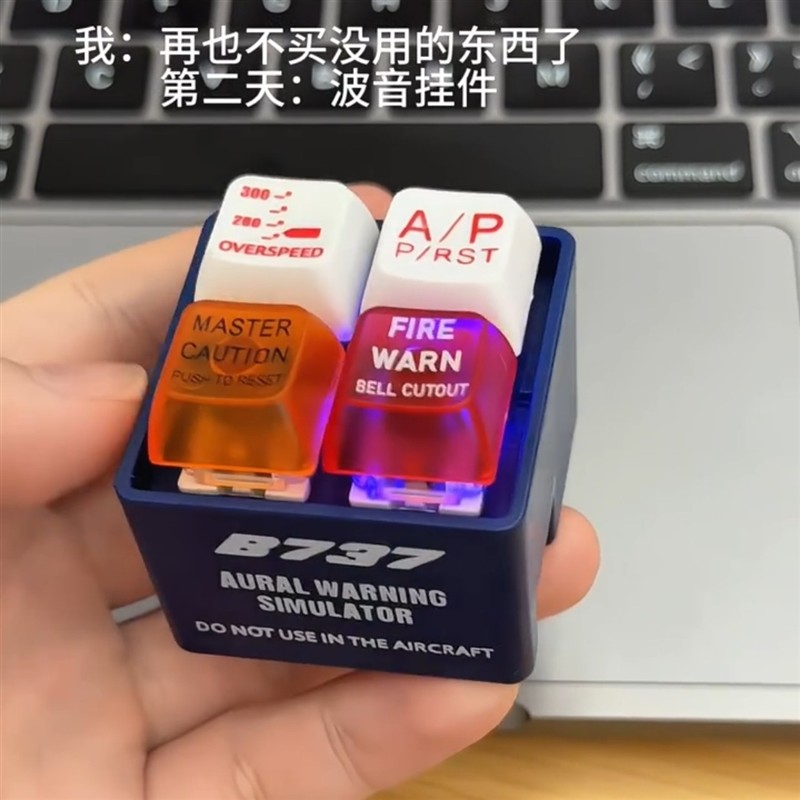 我：再也不买没用的东西了
第二天：波音挂件
command
300
200
OVERSPEED
A/P
P/RST
MASTER
CAUTION
PUSH TO RESET
FIRE
WARN
BELL CUTOUT
B737
AURAL WARNING
SIMULATOR
DO NOT USE IN THE AIRCRAFT